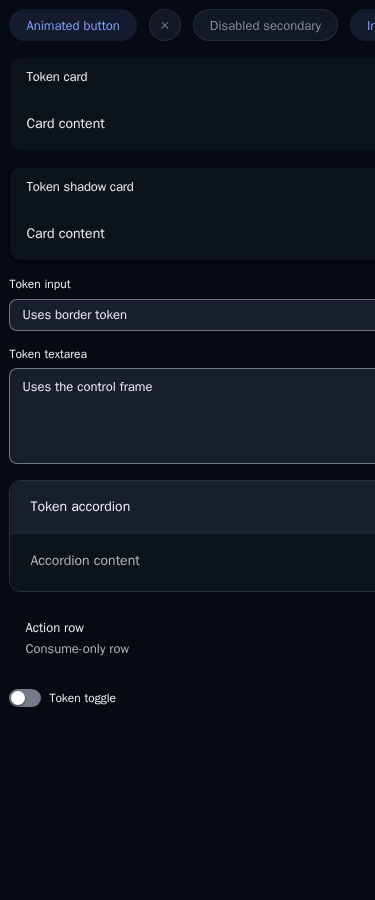 Animated button × Disabled secondary
Token card
Card content
Token shadow card
Card content
Token input
Uses border token
Token textarea
Uses the control frame
Token accordion
Accordion content
Action row
Consume-only row
Token toggle